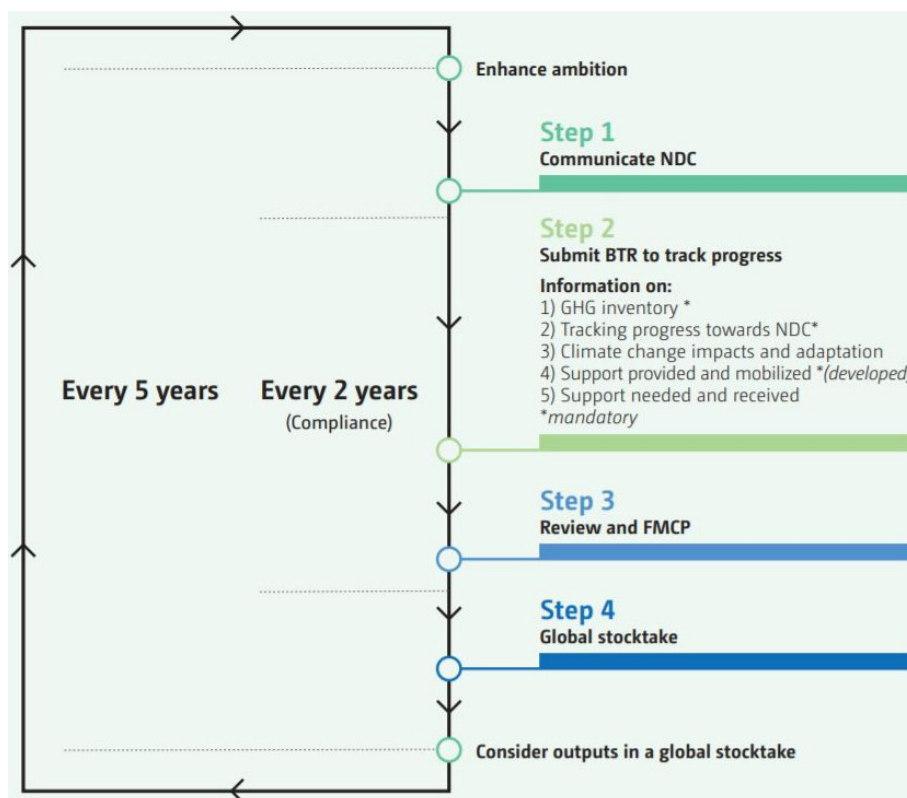 Enhance ambition
Step 1
Communicate NDC
Step 2
Submit BTR to track progress
Information on:
1) GHG inventory *
2) Tracking progress towards NDC*
3) Climate change impacts and adaptation
4) Support provided and mobilized *(developed)
5) Support needed and received
*mandatory
Every 5 years
Every 2 years
(Compliance)
Step 3
Review and FMCP
Step 4
Global stocktake
Consider outputs in a global stocktake